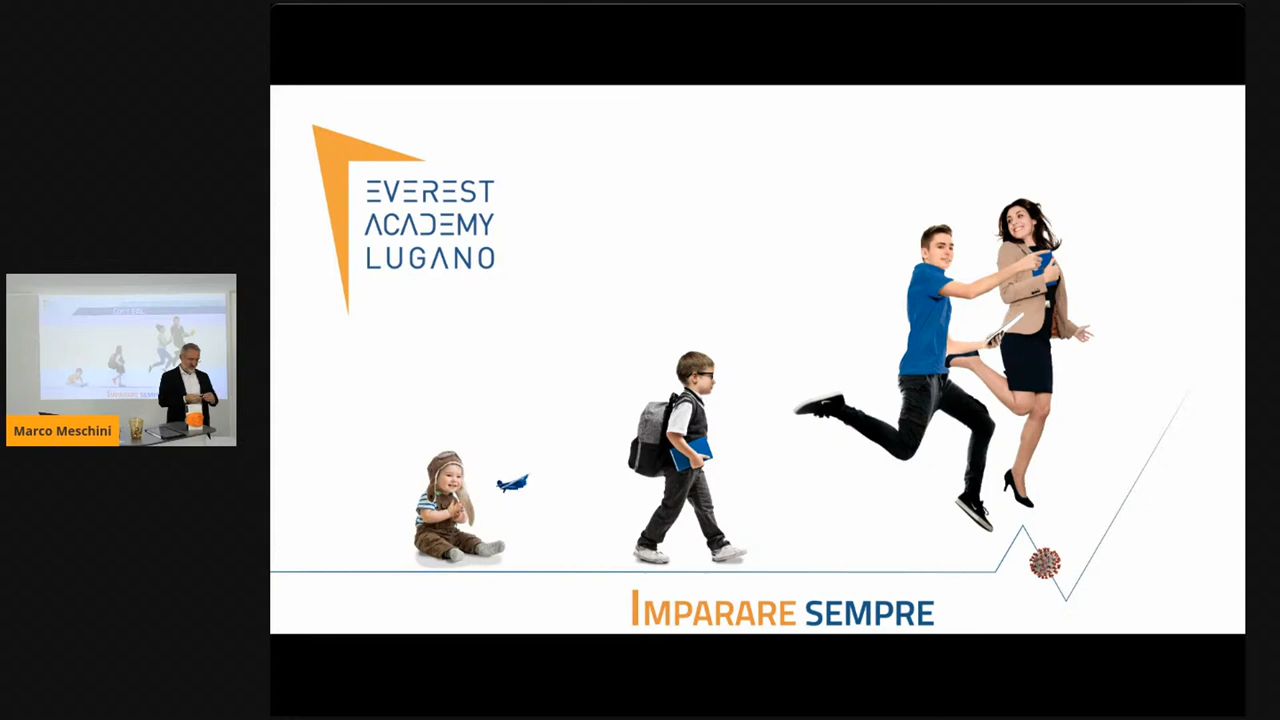 EVEREST
ACADEMY
LUGANO
Marco Meschini
IMPARARE SEMPRE